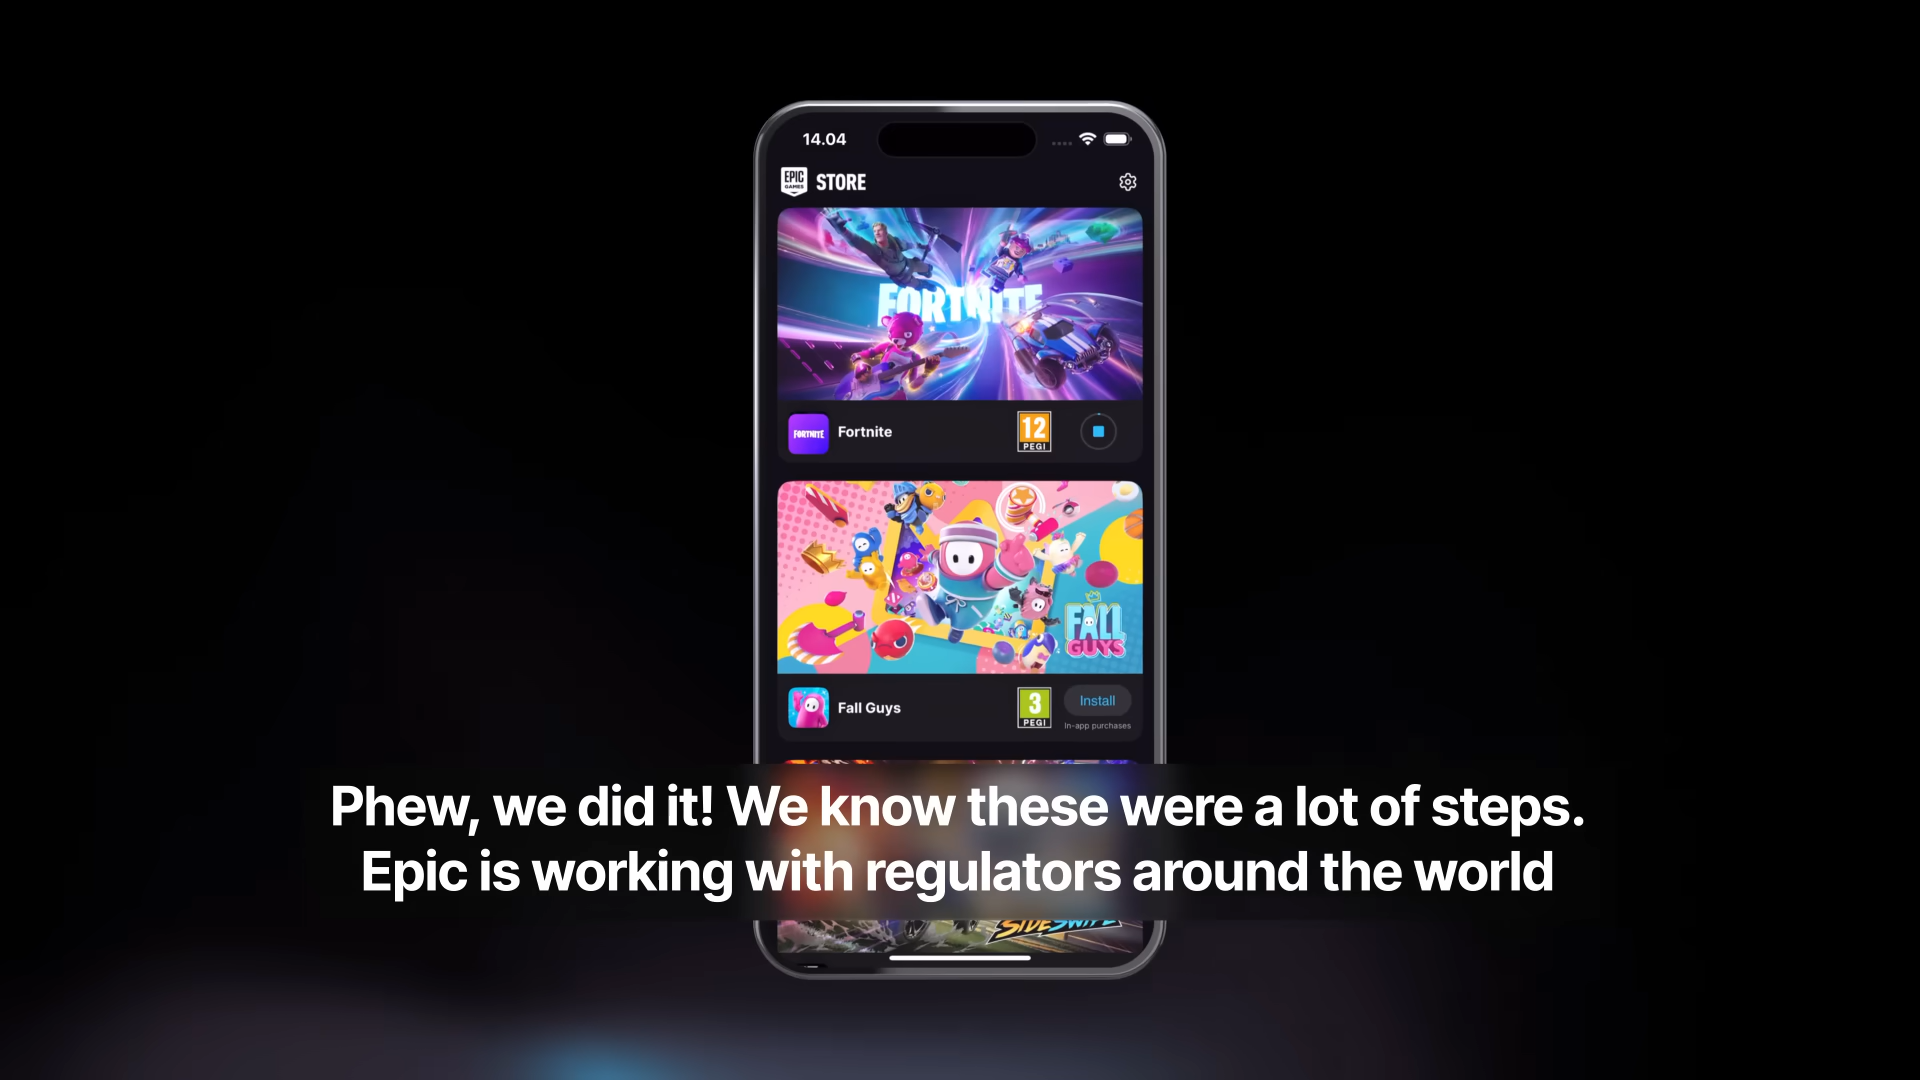 14.04
EPIC
GAMES
STORE
FORTNITE
FORTNITE
Fortnite
12
PEGI
FALL
GUYS
Fall Guys
3
PEGI
Install
In-app purchases
Phew, we did it! We know these were a lot of steps.
Epic is working with regulators around the world
SIDESWIPE